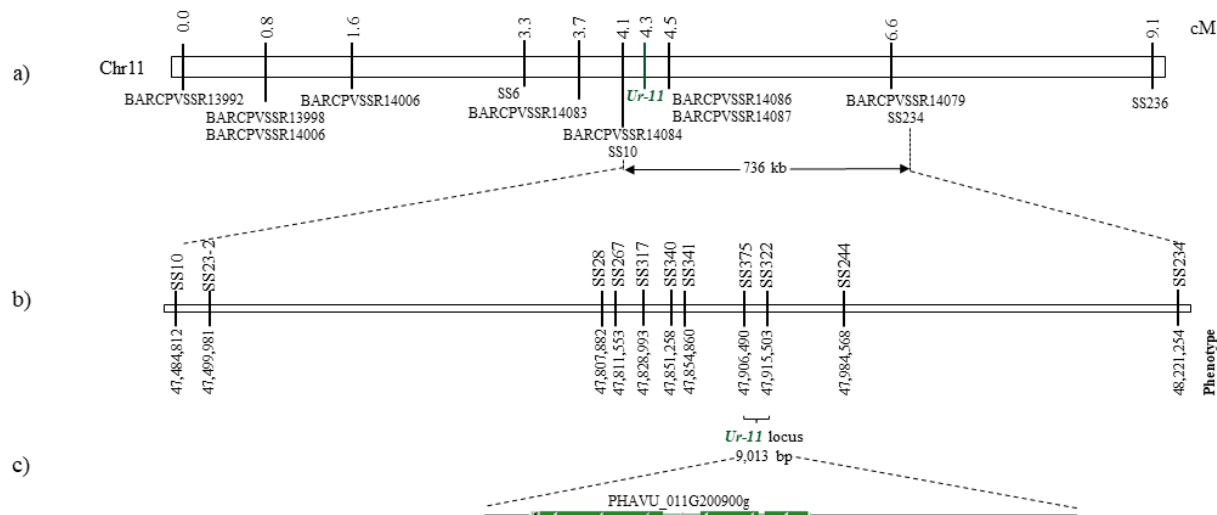 0.0 0.8 1.6 3.3 3.7 4.1 4.3 4.5 6.6 9.1 cM
a)
Chr11
BARCPVSSR13992
BARCPVSSR13998
BARCPVSSR14006
BARCPVSSR14006
SS6
BARCPVSSR14083
BARCPVSSR14084
SS10
Ur-11
BARCPVSSR14086
BARCPVSSR14087
BARCPVSSR14079
SS234
SS236
736 kb
b)
SS10 SS23-2 SS28 SS267 SS317 SS340 SS341 SS375 SS322 SS244 SS234
47,484,812 47,499,981 47,807,882 47,811,553 47,828,993 47,851,258 47,854,860 47,906,490 47,915,503 47,984,568 48,221,254 Phenotype
Ur-11 locus
9,013 bp
c)
PHAVU_011G200900g